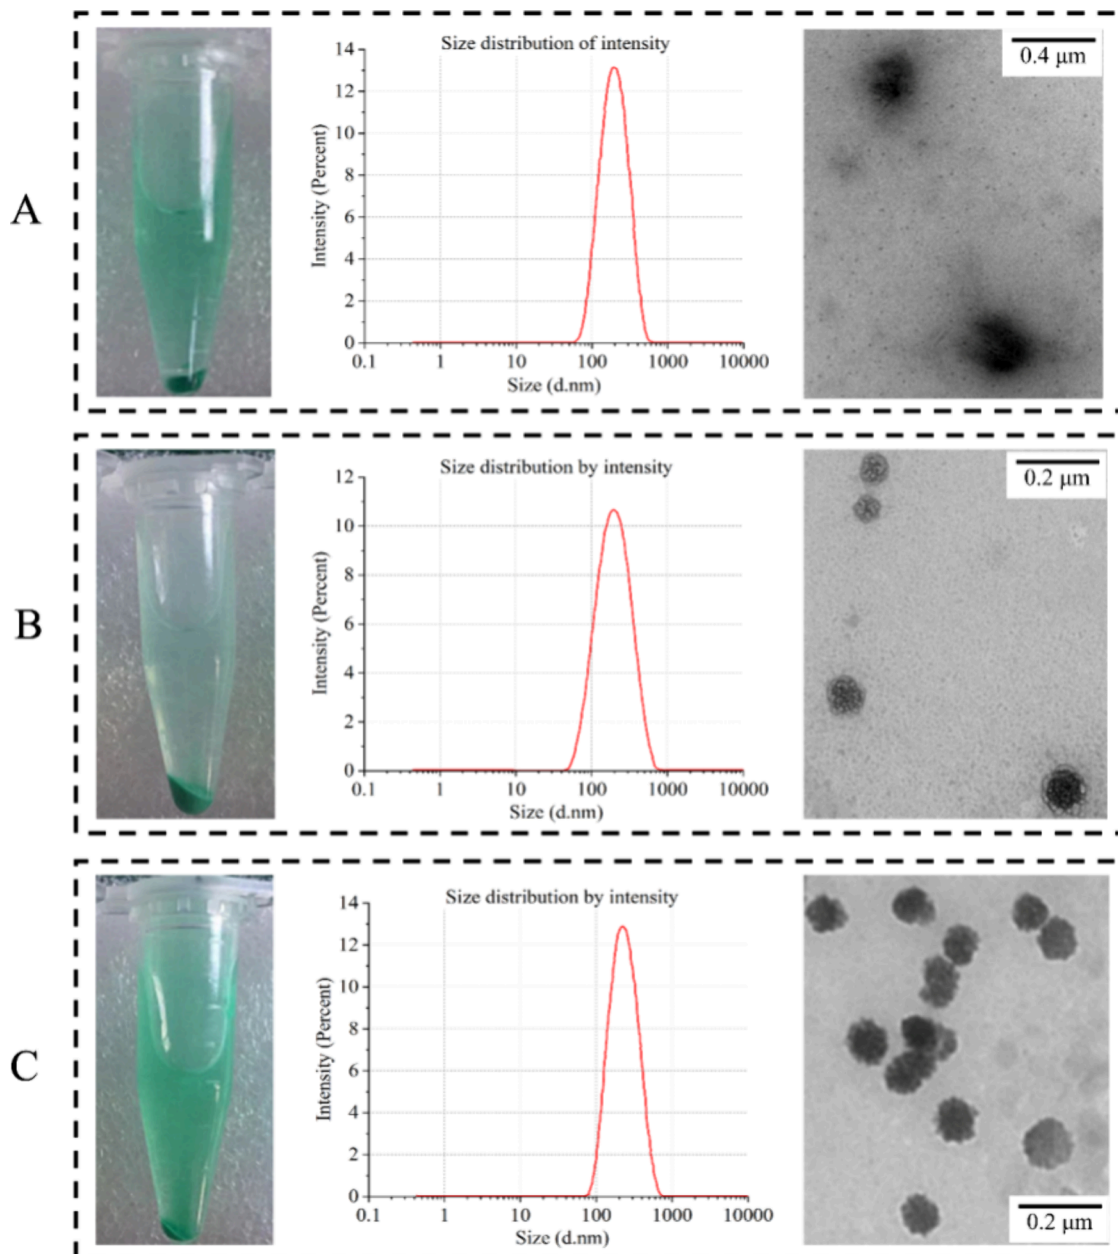 A
Size distribution of intensity
Intensity (Percent)
14
12
10
8
6
4
2
0
0.1 1 10 100 1000 10000
Size (d.nm)
0.4 μm
B
Size distribution by intensity
Intensity (Percent)
12
10
8
6
4
2
0
0.1 1 10 100 1000 10000
Size (d.nm)
0.2 μm
C
Size distribution by intensity
Intensity (Percent)
14
12
10
8
6
4
2
0
0.1 1 10 100 1000 10000
Size (d.nm)
0.2 μm